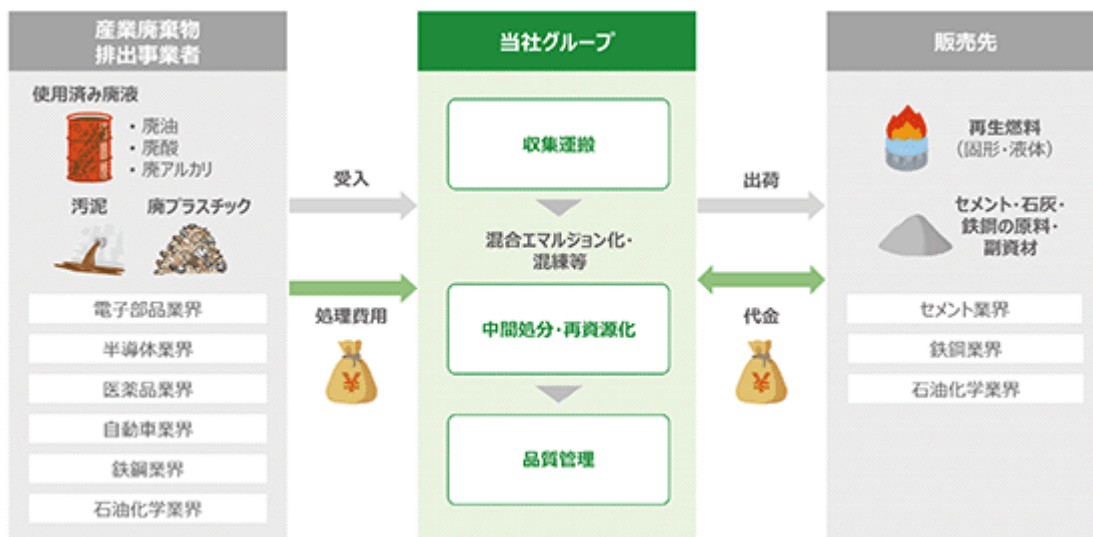 産業廃棄物
排出事業者
使用済み廃液
・廃油
・廃酸
・廃アルカリ
汚泥
廃プラスチック
電子部品業界
半導体業界
医薬品業界
自動車業界
鉄鋼業界
石油化学業界
受入
処理費用
¥
当社グループ
収集運搬
混合エマルジョン化・
混練等
中間処分・再資源化
品質管理
出荷
代金
¥
販売先
再生燃料
(固形・液体)
セメント・石灰・
鉄鋼の原料・
副資材
セメント業界
鉄鋼業界
石油化学業界